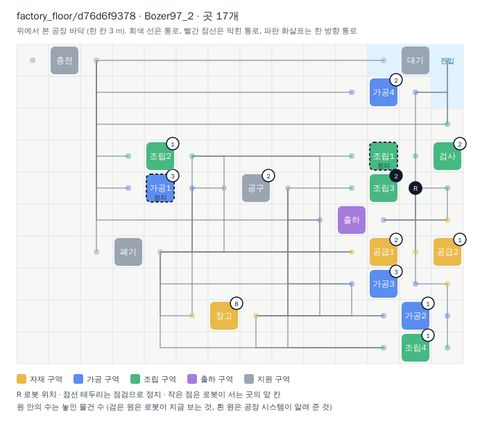 factory_floor/d76d6f9378 · Bozer97_2 · 곳 17개
위에서 본 공장 바닥 (한 칸 3 m). 회색 선은 통로, 빨간 점선은 막힌 통로, 파란 화살표는 한 방향 통로
충전
대기
진입
가공4
2
조립2
1
조립1
정지
검사
2
가공1
3
정지
공구
2
조립3
2
R
출하
폐기
공급1
2
공급2
1
가공3
3
창고
8
가공2
1
조립4
1
자재 구역
가공 구역
조립 구역
출하 구역
지원 구역
R 로봇 위치 · 점선 테두리는 점검으로 정지 · 작은 점은 로봇이 서는 곳의 앞 칸
원 안의 수는 놓인 물건 수 (검은 원은 로봇이 지금 보는 것, 흰 원은 공장 시스템이 알려 준 것)